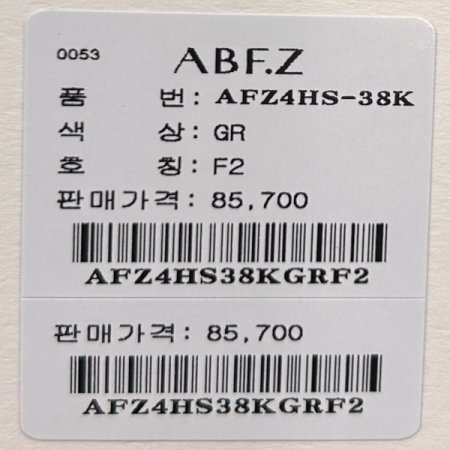 0053 ABF.Z
품 번: AFZ4HS-38K
색 상: GR
호 칭: F2
판매가격: 85,700
AFZ4HS38KGRF2
판매가격: 85,700
AFZ4HS38KGRF2